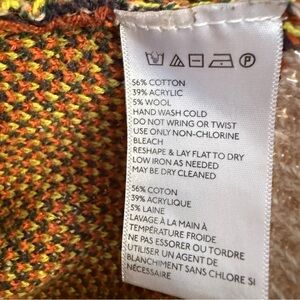 56% COTTON
39% ACRYLIC
5% WOOL
HAND WASH COLD
DO NOT WRING OR TWIST
USE ONLY NON-CHLORINE
BLEACH
RESHAPE & LAY FLAT TO DRY
LOW IRON AS NEEDED
MAY BE DRY CLEANED
56% COTON
39% ACRYLIQUE
5% LAINE
LAVAGE À LA MAIN À
TEMPÉRATURE FROIDE
NE PAS ESSORER OU TORDRE
UTILISER UN AGENT DE
BLANCHIMENT SANS CHLORE SI
NÉCESSAIRE